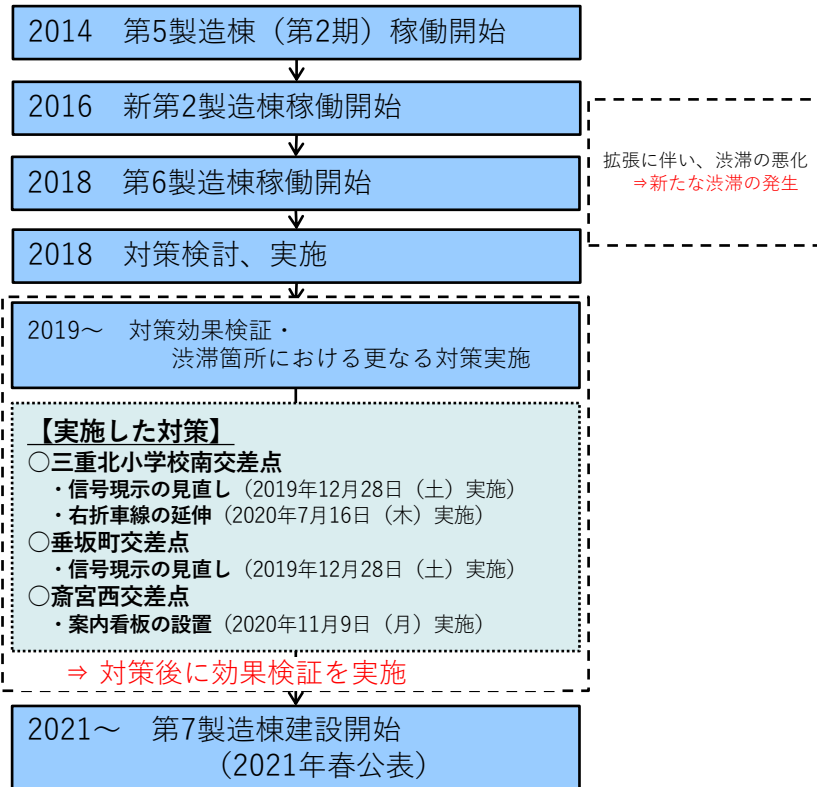 2014　第5製造棟（第2期）稼働開始
2016　新第2製造棟稼働開始
拡張に伴い、渋滞の悪化
⇒新たな渋滞の発生
2018　第6製造棟稼働開始
2018　対策検討、実施
2019～　対策効果検証・
渋滞箇所における更なる対策実施
【実施した対策】
○三重北小学校南交差点
・信号現示の見直し（2019年12月28日（土）実施）
・右折車線の延伸（2020年7月16日（木）実施）
○垂坂町交差点
・信号現示の見直し（2019年12月28日（土）実施）
○斎宮西交差点
・案内看板の設置（2020年11月9日（月）実施）
⇒ 対策後に効果検証を実施
2021～　第7製造棟建設開始
（2021年春公表）